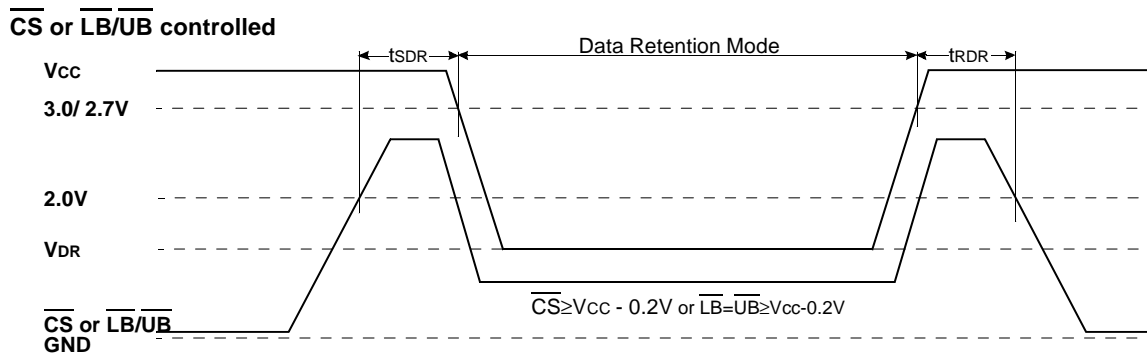 CS or LB/UB controlled
tSDR Data Retention Mode tRDR
VCC
3.0/ 2.7V
2.0V
VDR
CS≥VCC - 0.2V or LB=UB≥Vcc-0.2V
CS or LB/UB
GND